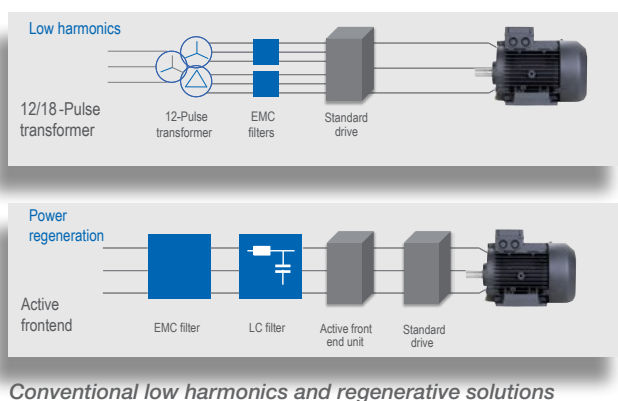 Low harmonics
12/18-Pulse
transformer
12-Pulse
transformer
EMC
filters
Standard
drive
Power
regeneration
Active
frontend
EMC filter
LC filter
Active front
end unit
Standard
drive
Conventional low harmonics and regenerative solutions